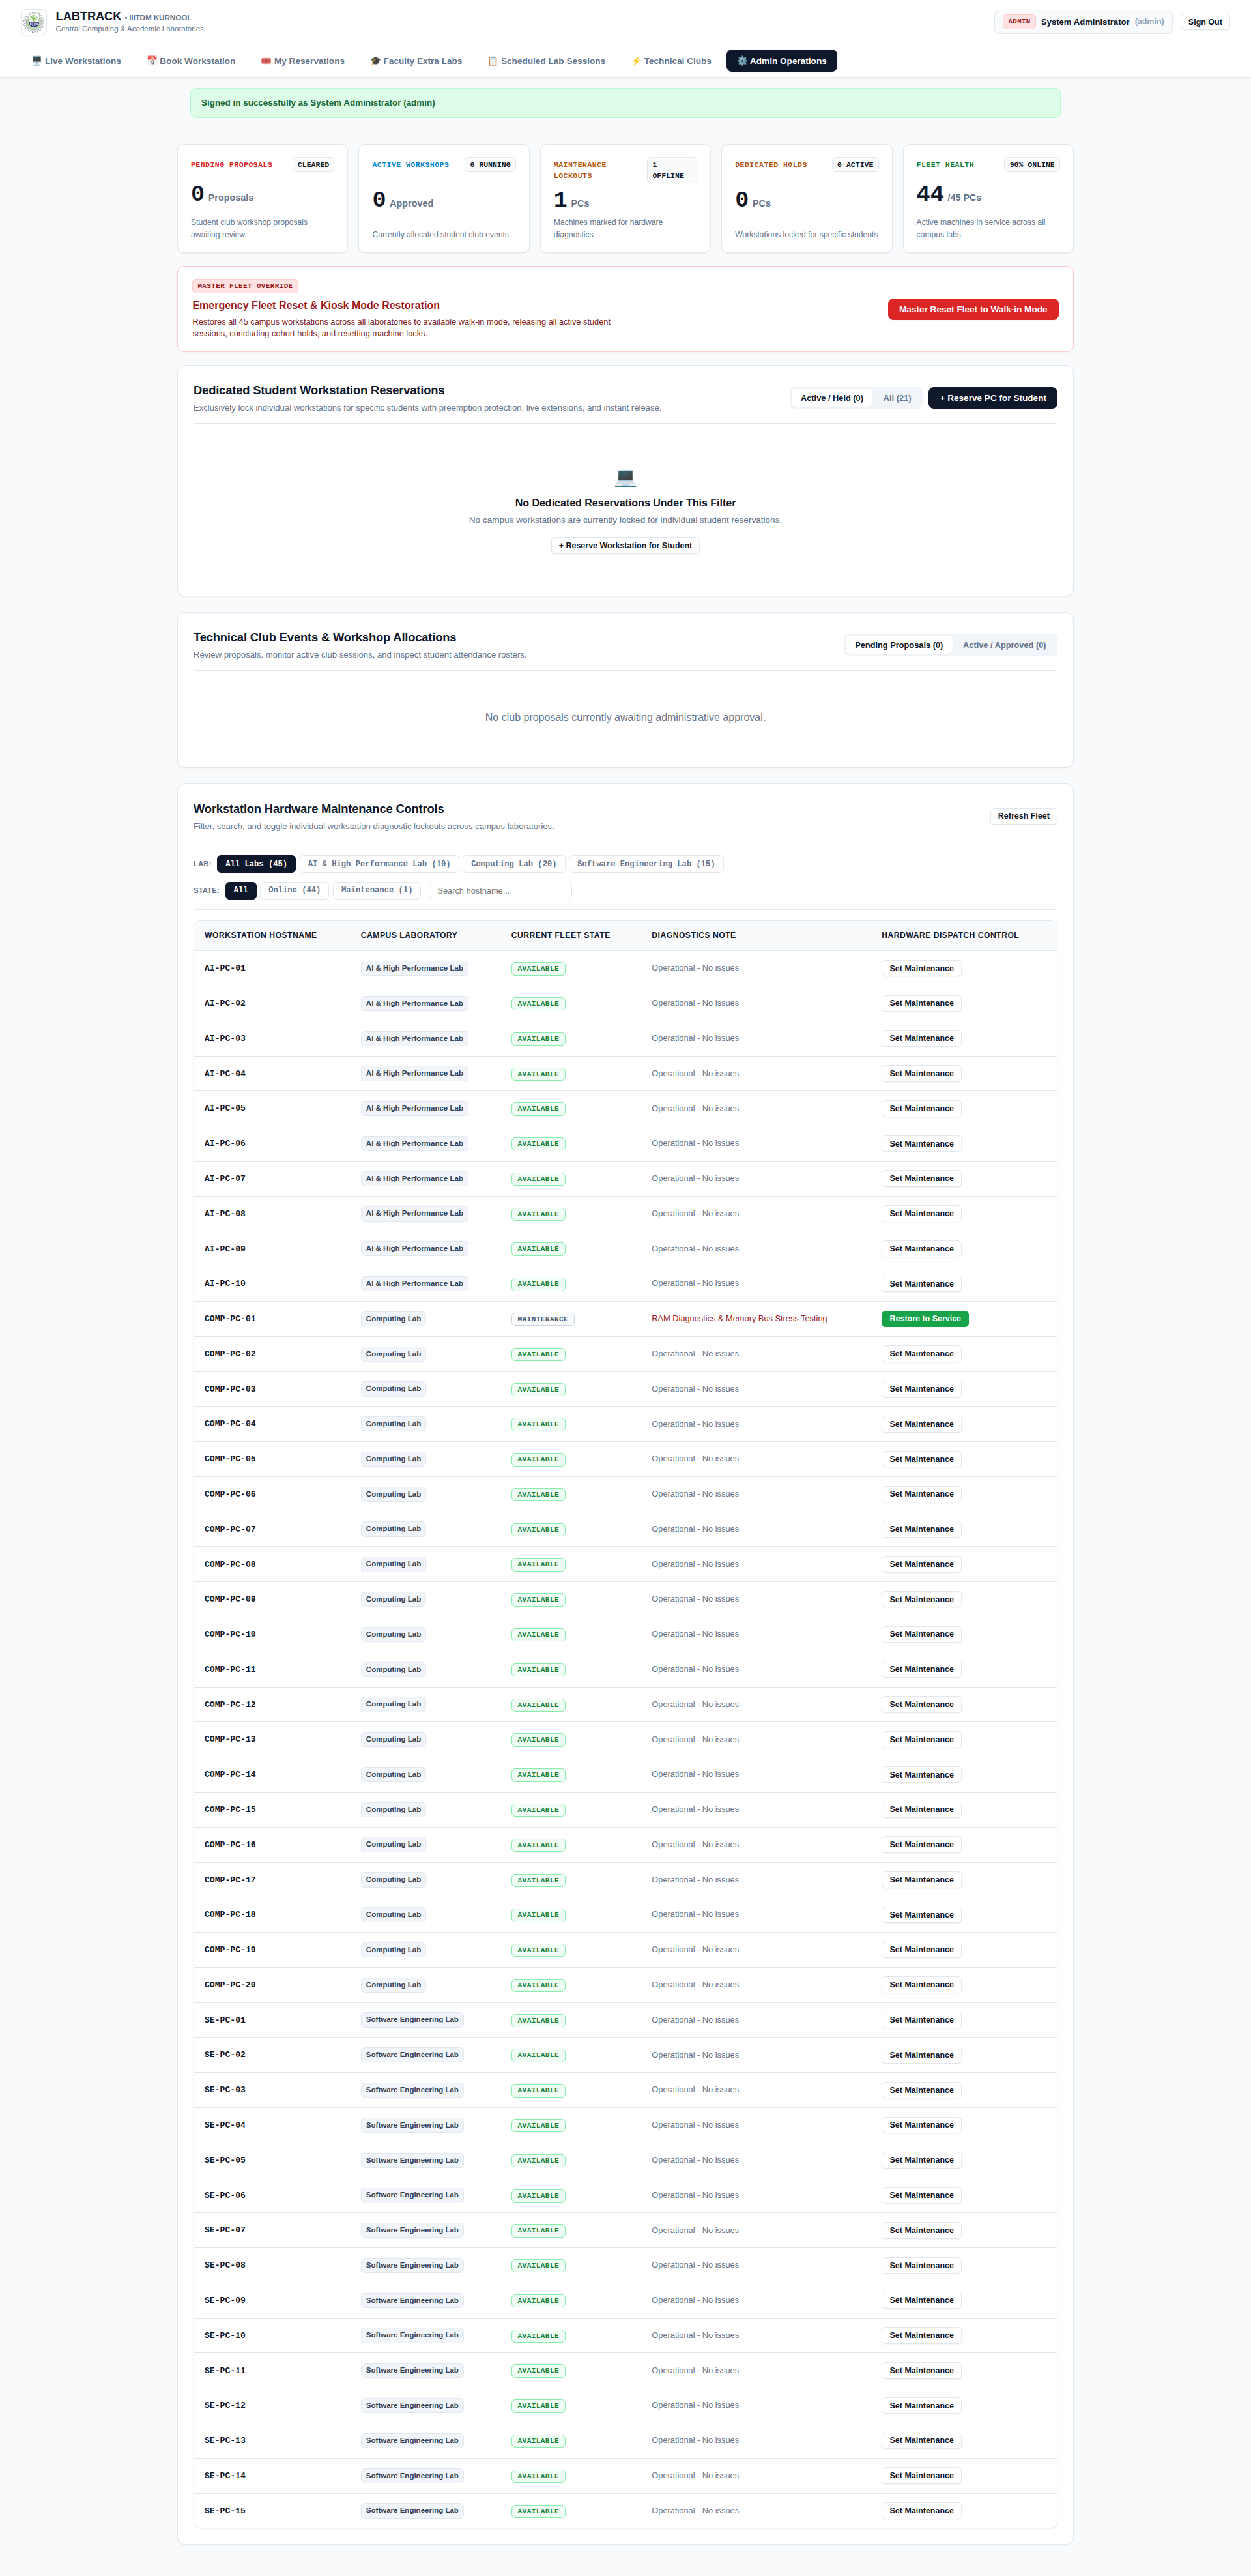 LABTRACK • IIITDM KURNOOL
Central Computing & Academic Laboratories
ADMIN System Administrator (admin) Sign Out
Live Workstations Book Workstation My Reservations Faculty Extra Labs Scheduled Lab Sessions Technical Clubs Admin Operations
Signed in successfully as System Administrator (admin)
PENDING PROPOSALS CLEARED
0 Proposals
Student club workshop proposals
awaiting review
ACTIVE WORKSHOPS 0 RUNNING
0 Approved
Currently allocated student club events
MAINTENANCE
LOCKOUTS
1
OFFLINE
1 PCs
Machines marked for hardware
diagnostics
DEDICATED HOLDS 0 ACTIVE
0 PCs
Workstations locked for specific students
FLEET HEALTH 98% ONLINE
44 /45 PCs
Active machines in service across all
campus labs
MASTER FLEET OVERRIDE
Emergency Fleet Reset & Kiosk Mode Restoration
Restores all 45 campus workstations across all laboratories to available walk-in mode, releasing all active student
sessions, concluding cohort holds, and resetting machine locks.
Master Reset Fleet to Walk-in Mode
Dedicated Student Workstation Reservations
Exclusively lock individual workstations for specific students with preemption protection, live extensions, and instant release.
Active / Held (0) All (21) + Reserve PC for Student
No Dedicated Reservations Under This Filter
No campus workstations are currently locked for individual student reservations.
+ Reserve Workstation for Student
Technical Club Events & Workshop Allocations
Review proposals, monitor active club sessions, and inspect student attendance rosters.
Pending Proposals (0) Active / Approved (0)
No club proposals currently awaiting administrative approval.
Workstation Hardware Maintenance Controls
Filter, search, and toggle individual workstation diagnostic lockouts across campus laboratories.
Refresh Fleet
LAB: All Labs (45) AI & High Performance Lab (10) Computing Lab (20) Software Engineering Lab (15)
STATE: All Online (44) Maintenance (1) Search hostname...
WORKSTATION HOSTNAME CAMPUS LABORATORY CURRENT FLEET STATE DIAGNOSTICS NOTE HARDWARE DISPATCH CONTROL
AI-PC-01 AI & High Performance Lab AVAILABLE Operational - No issues Set Maintenance
AI-PC-02 AI & High Performance Lab AVAILABLE Operational - No issues Set Maintenance
AI-PC-03 AI & High Performance Lab AVAILABLE Operational - No issues Set Maintenance
AI-PC-04 AI & High Performance Lab AVAILABLE Operational - No issues Set Maintenance
AI-PC-05 AI & High Performance Lab AVAILABLE Operational - No issues Set Maintenance
AI-PC-06 AI & High Performance Lab AVAILABLE Operational - No issues Set Maintenance
AI-PC-07 AI & High Performance Lab AVAILABLE Operational - No issues Set Maintenance
AI-PC-08 AI & High Performance Lab AVAILABLE Operational - No issues Set Maintenance
AI-PC-09 AI & High Performance Lab AVAILABLE Operational - No issues Set Maintenance
AI-PC-10 AI & High Performance Lab AVAILABLE Operational - No issues Set Maintenance
COMP-PC-01 Computing Lab MAINTENANCE RAM Diagnostics & Memory Bus Stress Testing Restore to Service
COMP-PC-02 Computing Lab AVAILABLE Operational - No issues Set Maintenance
COMP-PC-03 Computing Lab AVAILABLE Operational - No issues Set Maintenance
COMP-PC-04 Computing Lab AVAILABLE Operational - No issues Set Maintenance
COMP-PC-05 Computing Lab AVAILABLE Operational - No issues Set Maintenance
COMP-PC-06 Computing Lab AVAILABLE Operational - No issues Set Maintenance
COMP-PC-07 Computing Lab AVAILABLE Operational - No issues Set Maintenance
COMP-PC-08 Computing Lab AVAILABLE Operational - No issues Set Maintenance
COMP-PC-09 Computing Lab AVAILABLE Operational - No issues Set Maintenance
COMP-PC-10 Computing Lab AVAILABLE Operational - No issues Set Maintenance
COMP-PC-11 Computing Lab AVAILABLE Operational - No issues Set Maintenance
COMP-PC-12 Computing Lab AVAILABLE Operational - No issues Set Maintenance
COMP-PC-13 Computing Lab AVAILABLE Operational - No issues Set Maintenance
COMP-PC-14 Computing Lab AVAILABLE Operational - No issues Set Maintenance
COMP-PC-15 Computing Lab AVAILABLE Operational - No issues Set Maintenance
COMP-PC-16 Computing Lab AVAILABLE Operational - No issues Set Maintenance
COMP-PC-17 Computing Lab AVAILABLE Operational - No issues Set Maintenance
COMP-PC-18 Computing Lab AVAILABLE Operational - No issues Set Maintenance
COMP-PC-19 Computing Lab AVAILABLE Operational - No issues Set Maintenance
COMP-PC-20 Computing Lab AVAILABLE Operational - No issues Set Maintenance
SE-PC-01 Software Engineering Lab AVAILABLE Operational - No issues Set Maintenance
SE-PC-02 Software Engineering Lab AVAILABLE Operational - No issues Set Maintenance
SE-PC-03 Software Engineering Lab AVAILABLE Operational - No issues Set Maintenance
SE-PC-04 Software Engineering Lab AVAILABLE Operational - No issues Set Maintenance
SE-PC-05 Software Engineering Lab AVAILABLE Operational - No issues Set Maintenance
SE-PC-06 Software Engineering Lab AVAILABLE Operational - No issues Set Maintenance
SE-PC-07 Software Engineering Lab AVAILABLE Operational - No issues Set Maintenance
SE-PC-08 Software Engineering Lab AVAILABLE Operational - No issues Set Maintenance
SE-PC-09 Software Engineering Lab AVAILABLE Operational - No issues Set Maintenance
SE-PC-10 Software Engineering Lab AVAILABLE Operational - No issues Set Maintenance
SE-PC-11 Software Engineering Lab AVAILABLE Operational - No issues Set Maintenance
SE-PC-12 Software Engineering Lab AVAILABLE Operational - No issues Set Maintenance
SE-PC-13 Software Engineering Lab AVAILABLE Operational - No issues Set Maintenance
SE-PC-14 Software Engineering Lab AVAILABLE Operational - No issues Set Maintenance
SE-PC-15 Software Engineering Lab AVAILABLE Operational - No issues Set Maintenance